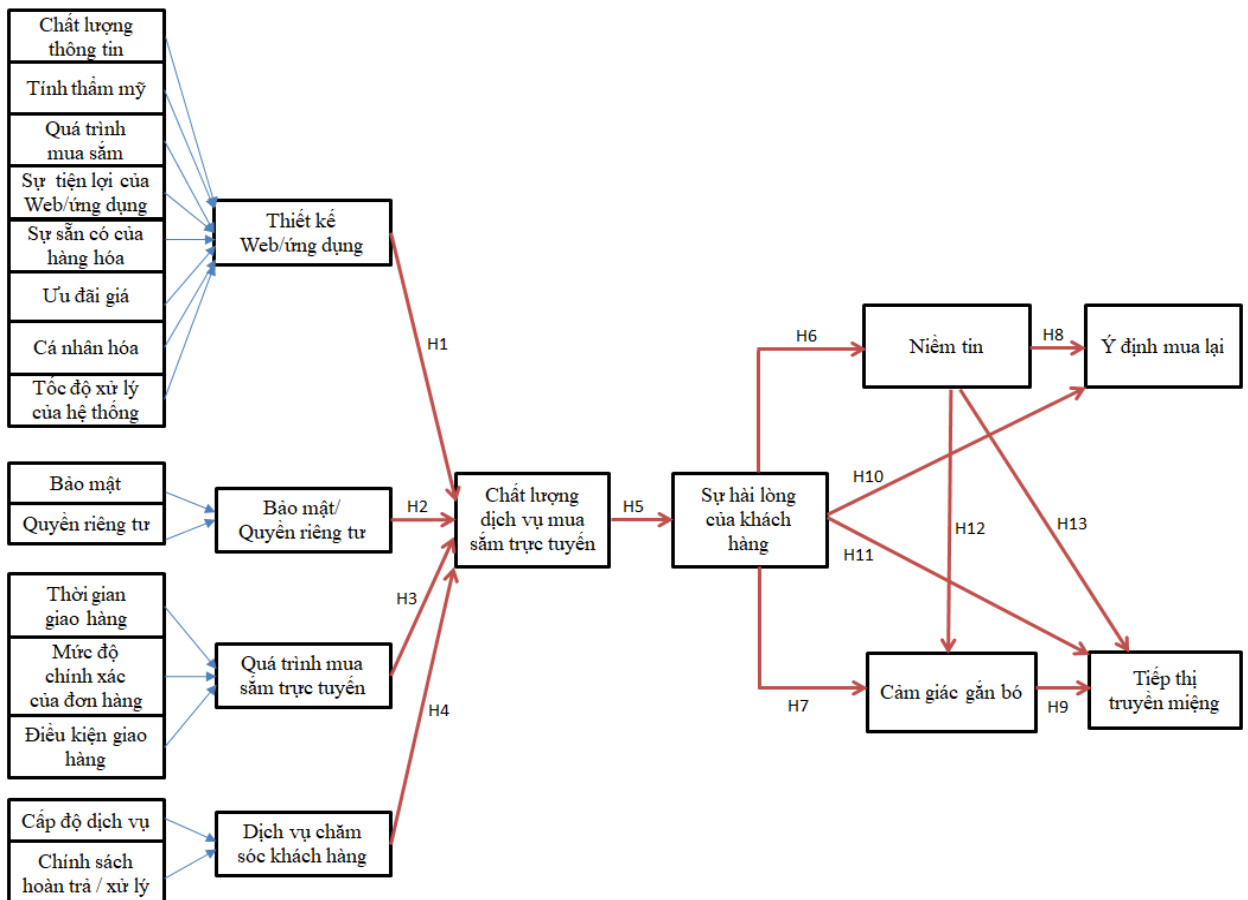 Chất lượng
thông tin
Tính thẩm mỹ
Quá trình
mua sắm
Sự tiện lợi của
Web/ứng dụng
Sự sẵn có của
hàng hóa
Ưu đãi giá
Cá nhân hóa
Tốc độ xử lý
của hệ thống
Thiết kế
Web/ứng dụng
H1
Bảo mật
Quyền riêng tư
Bảo mật/
Quyền riêng tư
H2
Thời gian
giao hàng
Mức độ
chính xác
của đơn hàng
Điều kiện giao
hàng
Quá trình mua
sắm trực tuyến
H3
Cấp độ dịch vụ
Chính sách
hoàn trả / xử lý
Dịch vụ chăm
sóc khách hàng
H4
Chất lượng
dịch vụ mua
sắm trực tuyến
H5
Sự hài lòng
của khách
hàng
H6
Niềm tin
H8
Ý định mua lại
H10
H12
H13
H11
H7
Cảm giác gắn bó
H9
Tiếp thị
truyền miệng